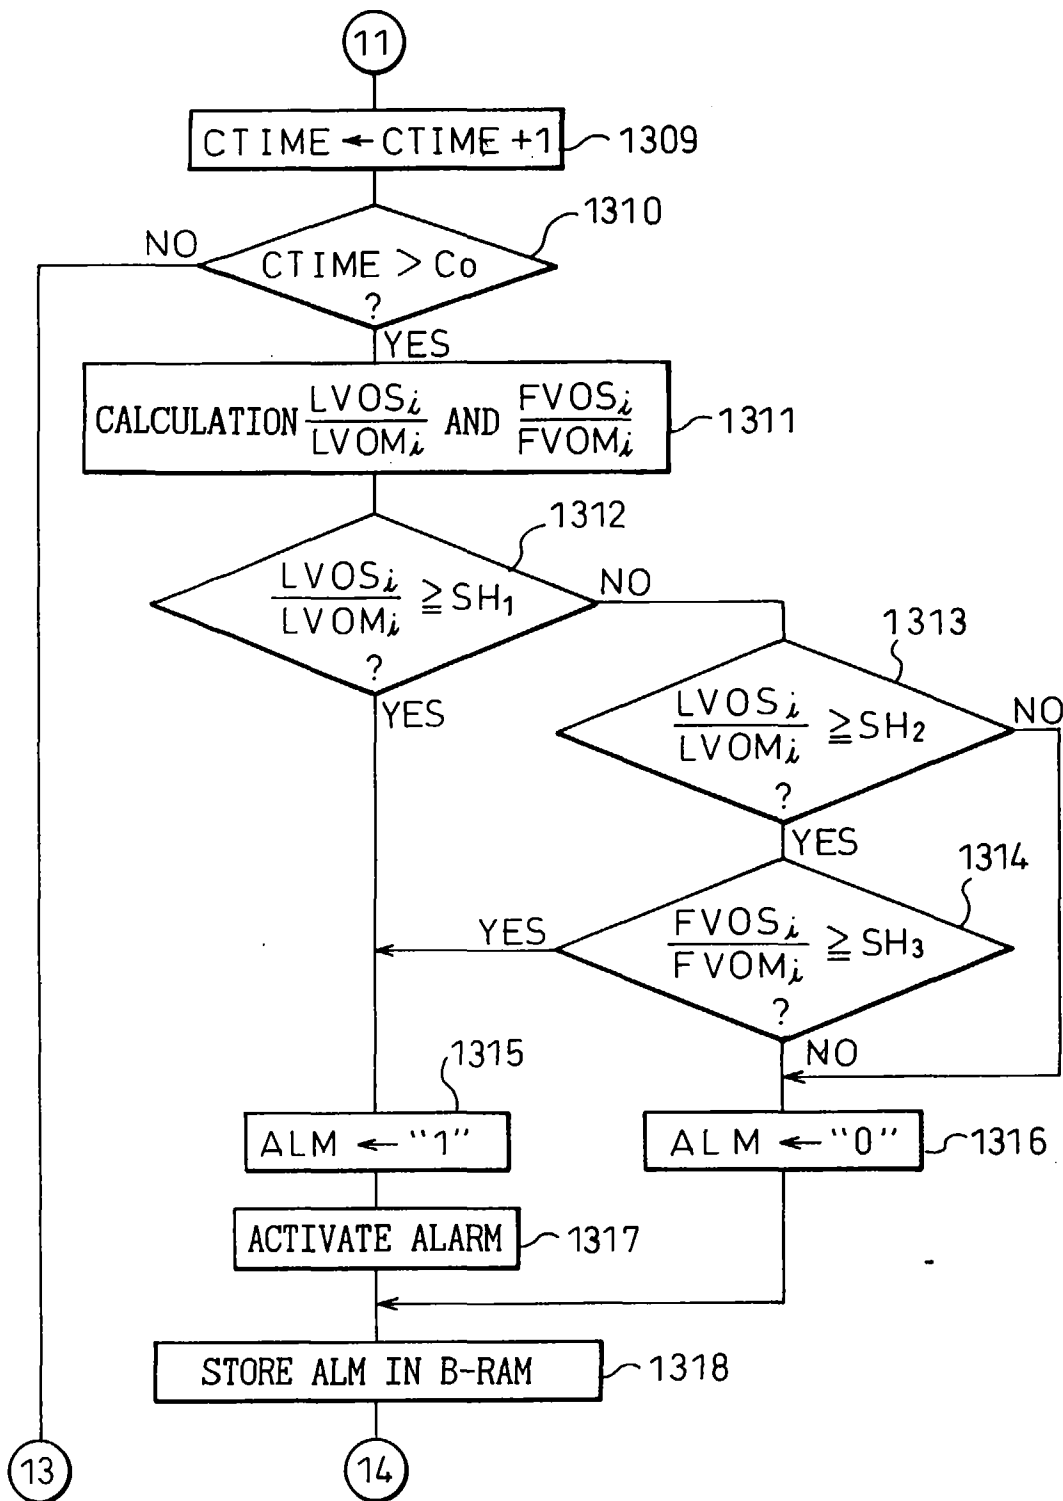 11
CTIME ← CTIME +1
1309
1310
NO
CTIME > Co
?
YES
CALCULATION LVOSi/LVOMi AND FVOSi/FVOMi
1311
1312
LVOSi/LVOMi ≧ SH1
?
NO
YES
1313
LVOSi/LVOMi ≧ SH2
?
NO
YES
1314
YES
FVOSi/FVOMi ≧ SH3
?
NO
1315
ALM ← "1"
ALM ← "0"
1316
ACTIVATE ALARM
1317
STORE ALM IN B-RAM
1318
13
14